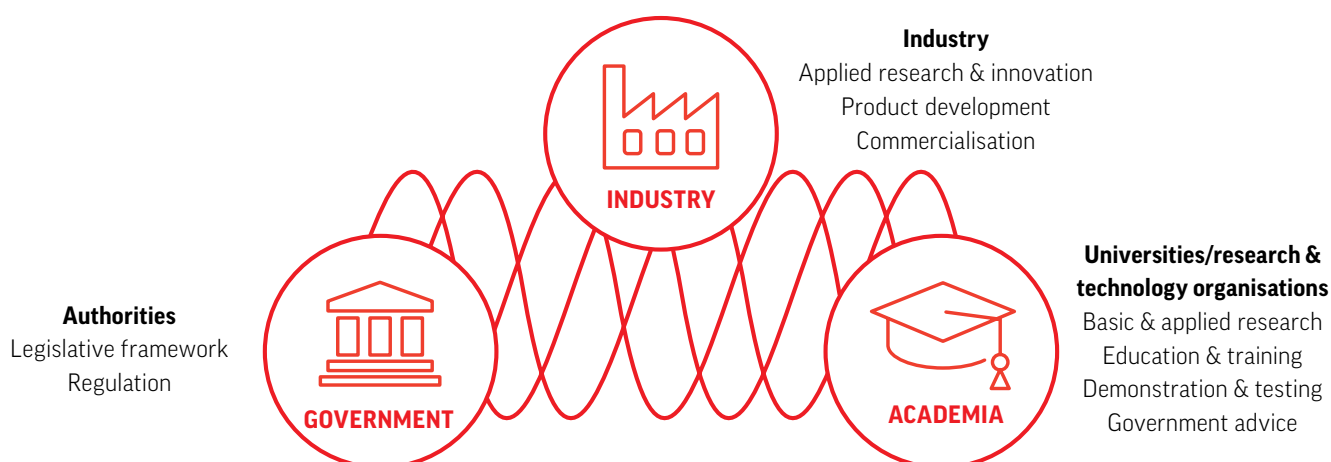 Industry
Applied research & innovation
Product development
Commercialisation
INDUSTRY
Authorities
Legislative framework
Regulation
GOVERNMENT
Universities/research &
technology organisations
Basic & applied research
Education & training
Demonstration & testing
Government advice
ACADEMIA